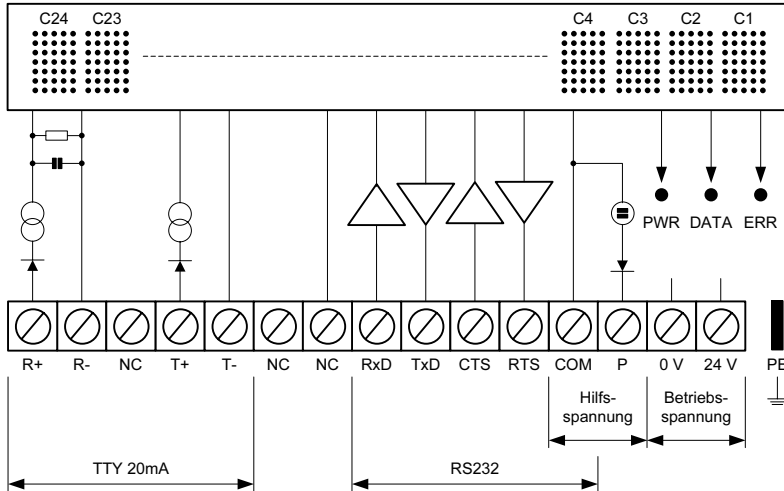 C24 C23 C4 C3 C2 C1
PWR DATA ERR
R+ R- NC T+ T- NC NC RxD TxD CTS RTS COM P 0 V 24 V PE
Hilfs-
spannung
Betriebs-
spannung
TTY 20mA
RS232